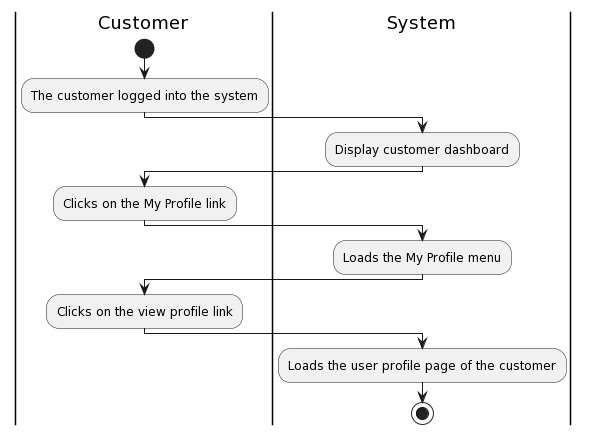 Customer
System
The customer logged into the system
Display customer dashboard
Clicks on the My Profile link
Loads the My Profile menu
Clicks on the view profile link
Loads the user profile page of the customer